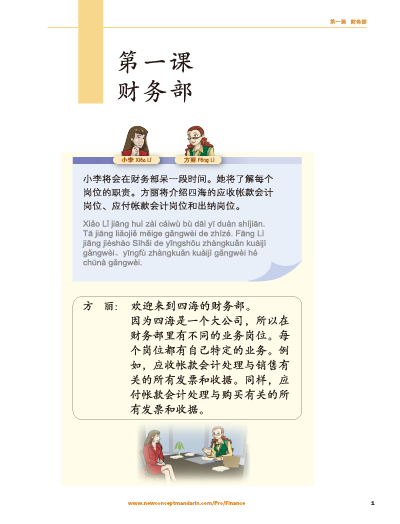 第一课 财务部
第一课
财务部
小李 Xiǎo Lǐ
方丽 Fāng Lì
小李将会在财务部呆一段时间。她将了解每个
岗位的职责。方丽将介绍四海的应收帐款会计
岗位、应付帐款会计岗位和出纳岗位。
Xiǎo Lǐ jiāng huì zài cáiwù bù dāi yí duàn shíjiān.
Tā jiāng liǎojiě měige gǎngwèi de zhízé. Fāng Lì
jiāng jièshào Sìhǎi de yīngshōu zhàngkuǎn kuàijì
gǎngwèi、yīngfù zhàngkuǎn kuàijì gǎngwèi hé
chūnà gǎngwèi.
方 丽： 欢迎来到四海的财务部。
因为四海是一个大公司，所以在
财务部里有不同的业务岗位。每
个岗位都有自己特定的业务。例
如，应收帐款会计处理与销售有
关的所有发票和收据。同样，应
付帐款会计处理与购买有关的所
有发票和收据。
www.newconceptmandarin.com/Pro/Finance
1